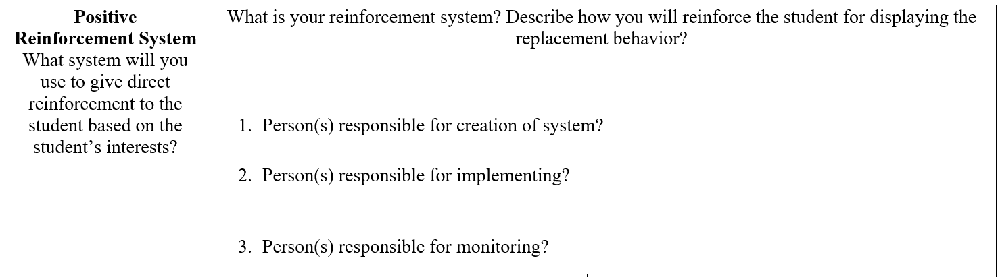 Positive
Reinforcement System
What system will you
use to give direct
reinforcement to the
student based on the
student’s interests?
What is your reinforcement system? Describe how you will reinforce the student for displaying the
replacement behavior?
1. Person(s) responsible for creation of system?
2. Person(s) responsible for implementing?
3. Person(s) responsible for monitoring?